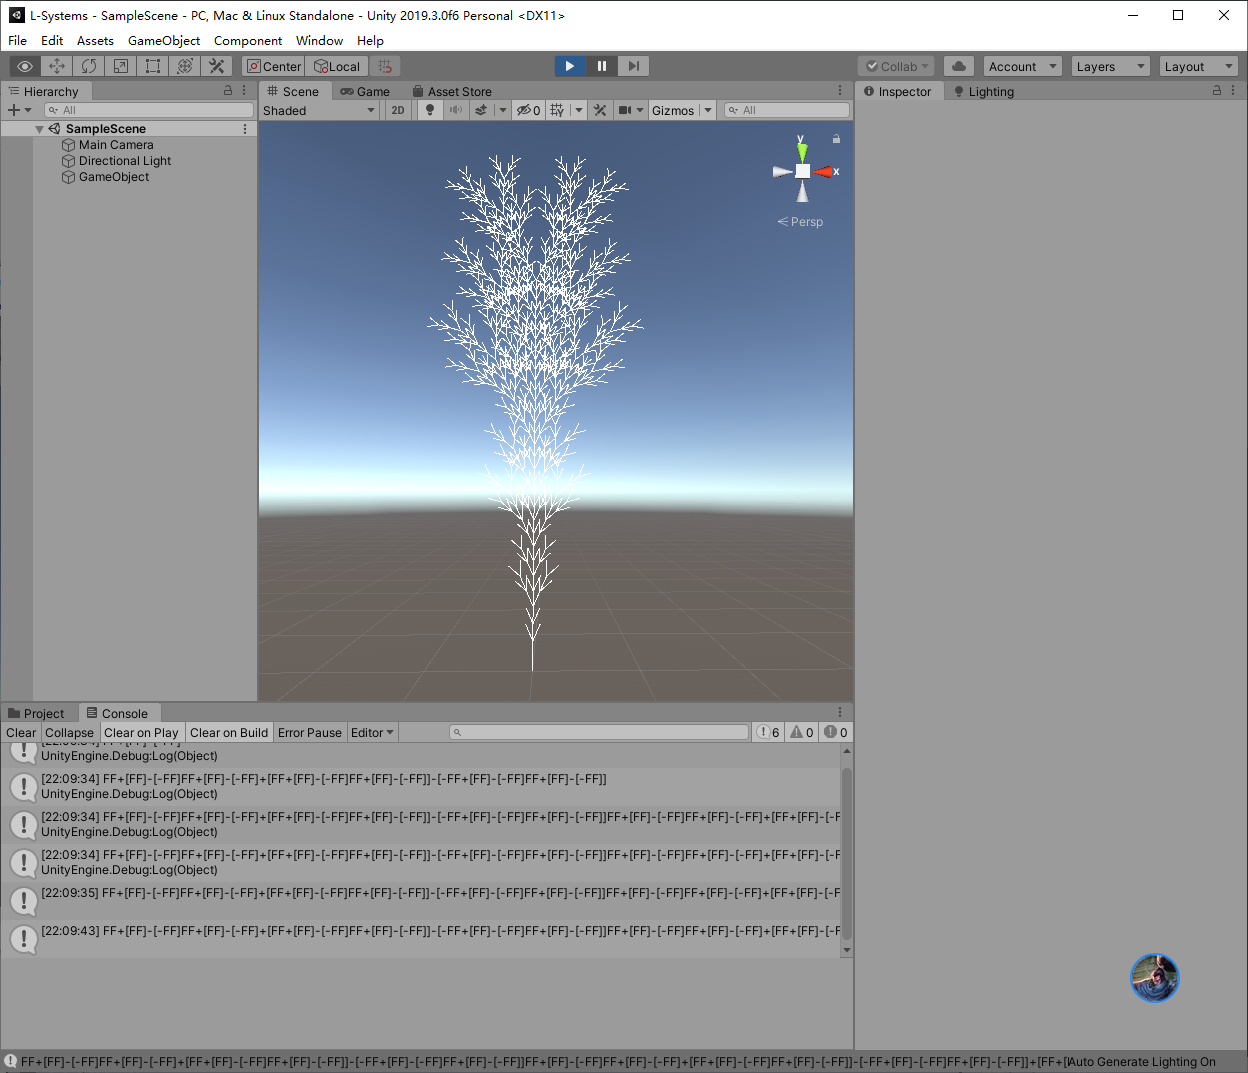 L-Systems - SampleScene - PC, Mac & Linux Standalone - Unity 2019.3.0f6 Personal <DX11>
File Edit Assets GameObject Component Window Help
Center Local Collab Account Layers Layout
Hierarchy
All
SampleScene
Main Camera
Directional Light
GameObject
Scene Game Asset Store
Shaded 2D 0 Gizmos All
y
x
Persp
Inspector Lighting
Project Console
Clear Collapse Clear on Play Clear on Build Error Pause Editor 6 0 0
UnityEngine.Debug:Log(Object)
[22:09:34] FF+[FF]-[-FF]FF+[FF]-[-FF]+[FF+[FF]-[-FF]FF+[FF]-[-FF]]-[-FF+[FF]-[-FF]FF+[FF]-[-FF]]
UnityEngine.Debug:Log(Object)
[22:09:34] FF+[FF]-[-FF]FF+[FF]-[-FF]+[FF+[FF]-[-FF]FF+[FF]-[-FF]]-[-FF+[FF]-[-FF]FF+[FF]-[-FF]]FF+[FF]-[-FF]FF+[FF]-[-FF]+[FF+[FF]-[-F
UnityEngine.Debug:Log(Object)
[22:09:34] FF+[FF]-[-FF]FF+[FF]-[-FF]+[FF+[FF]-[-FF]FF+[FF]-[-FF]]-[-FF+[FF]-[-FF]FF+[FF]-[-FF]]FF+[FF]-[-FF]FF+[FF]-[-FF]+[FF+[FF]-[-F
UnityEngine.Debug:Log(Object)
[22:09:35] FF+[FF]-[-FF]FF+[FF]-[-FF]+[FF+[FF]-[-FF]FF+[FF]-[-FF]]-[-FF+[FF]-[-FF]FF+[FF]-[-FF]]FF+[FF]-[-FF]FF+[FF]-[-FF]+[FF+[FF]-[-F
[22:09:43] FF+[FF]-[-FF]FF+[FF]-[-FF]+[FF+[FF]-[-FF]FF+[FF]-[-FF]]-[-FF+[FF]-[-FF]FF+[FF]-[-FF]]FF+[FF]-[-FF]FF+[FF]-[-FF]+[FF+[FF]-[-F
FF+[FF]-[-FF]FF+[FF]-[-FF]+[FF+[FF]-[-FF]FF+[FF]-[-FF]]-[-FF+[FF]-[-FF]FF+[FF]-[-FF]]FF+[FF]-[-FF]FF+[FF]-[-FF]+[FF+[FF]-[-FF]FF+[FF]-[-FF]]-[-FF+[FF]-[-FF]FF+[FF]-[-FF]]+[FF+[ Auto Generate Lighting On